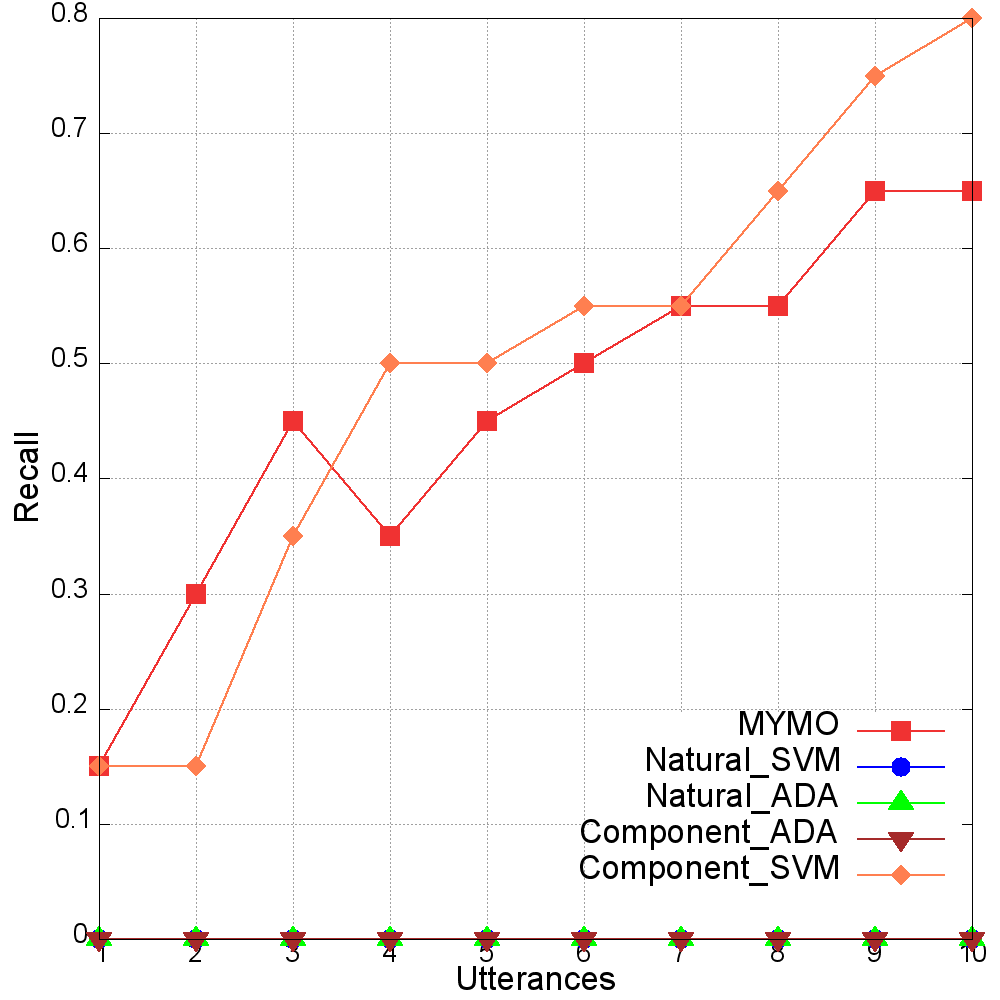 0.8
0.7
0.6
0.5
0.4
0.3
0.2
0.1
0
Recall
MYMO
Natural_SVM
Natural_ADA
Component_ADA
Component_SVM
1 2 3 4 5 6 7 8 9 10
Utterances